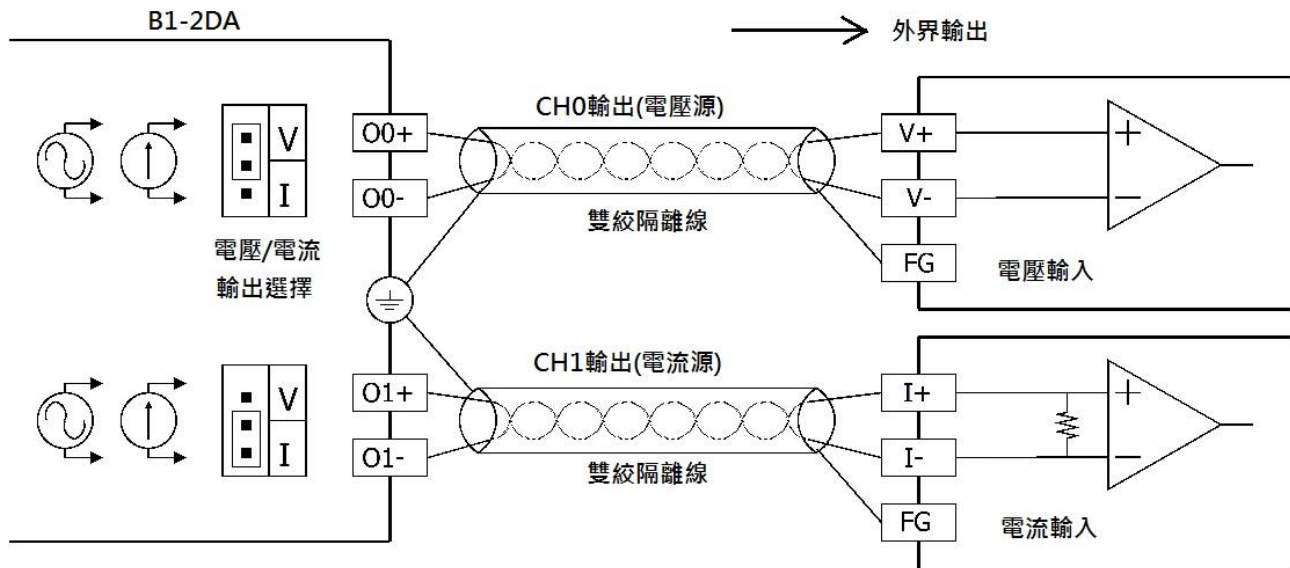 B1-2DA
外界輸出
CH0輸出(電壓源)
V
I
O0+
O0-
V+
V-
FG
電壓/電流
輸出選擇
雙絞隔離線
電壓輸入
CH1輸出(電流源)
V
I
O1+
O1-
I+
I-
FG
雙絞隔離線
電流輸入